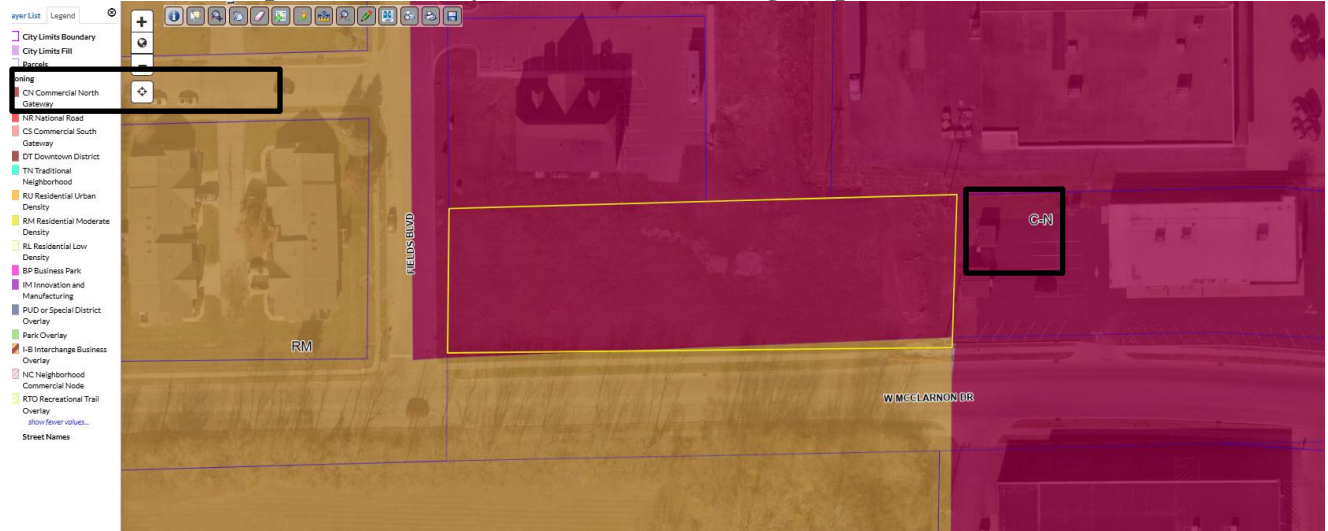 ayer List Legend
City Limits Boundary
City Limits Fill
Parcels
oning
CN Commercial North
Gateway
NR National Road
CS Commercial South
Gateway
DT Downtown District
TN Traditional
Neighborhood
RU Residential Urban
Density
RM Residential Moderate
Density
RL Residential Low
Density
BP Business Park
IM Innovation and
Manufacturing
PUD or Special District
Overlay
Park Overlay
I-B Interchange Business
Overlay
NC Neighborhood
Commercial Node
RTO Recreational Trail
Overlay
show fewer values...
Street Names
FIELDS BLVD
C-N
RM
W MCCLARNON DR